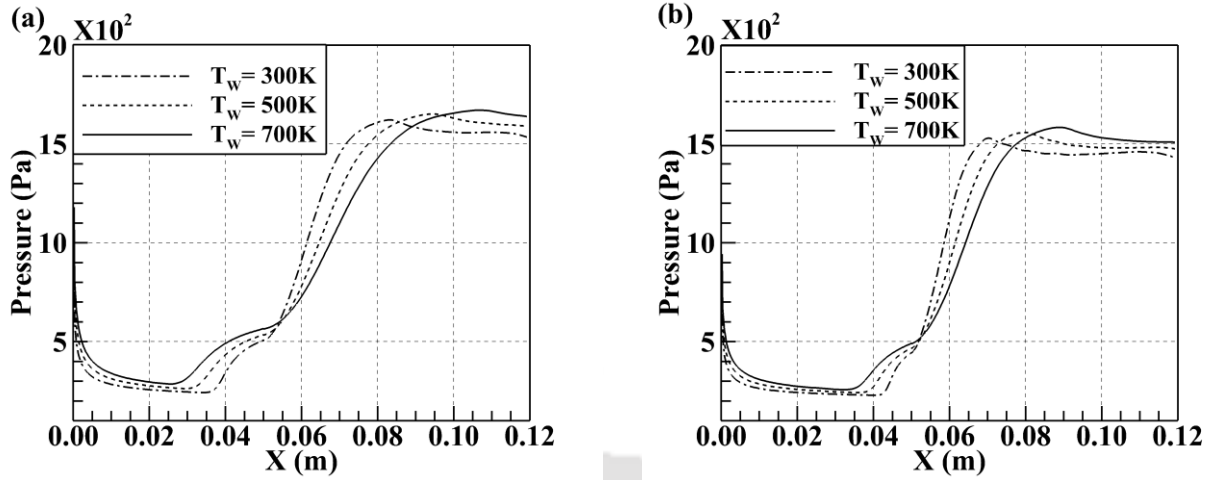 (a)
X10²
20
15
10
5
Pressure (Pa)
T_W= 300K
T_W= 500K
T_W= 700K
0.00 0.02 0.04 0.06 0.08 0.10 0.12
X (m)
(b)
X10²
20
15
10
5
Pressure (Pa)
T_W= 300K
T_W= 500K
T_W= 700K
0.00 0.02 0.04 0.06 0.08 0.10 0.12
X (m)